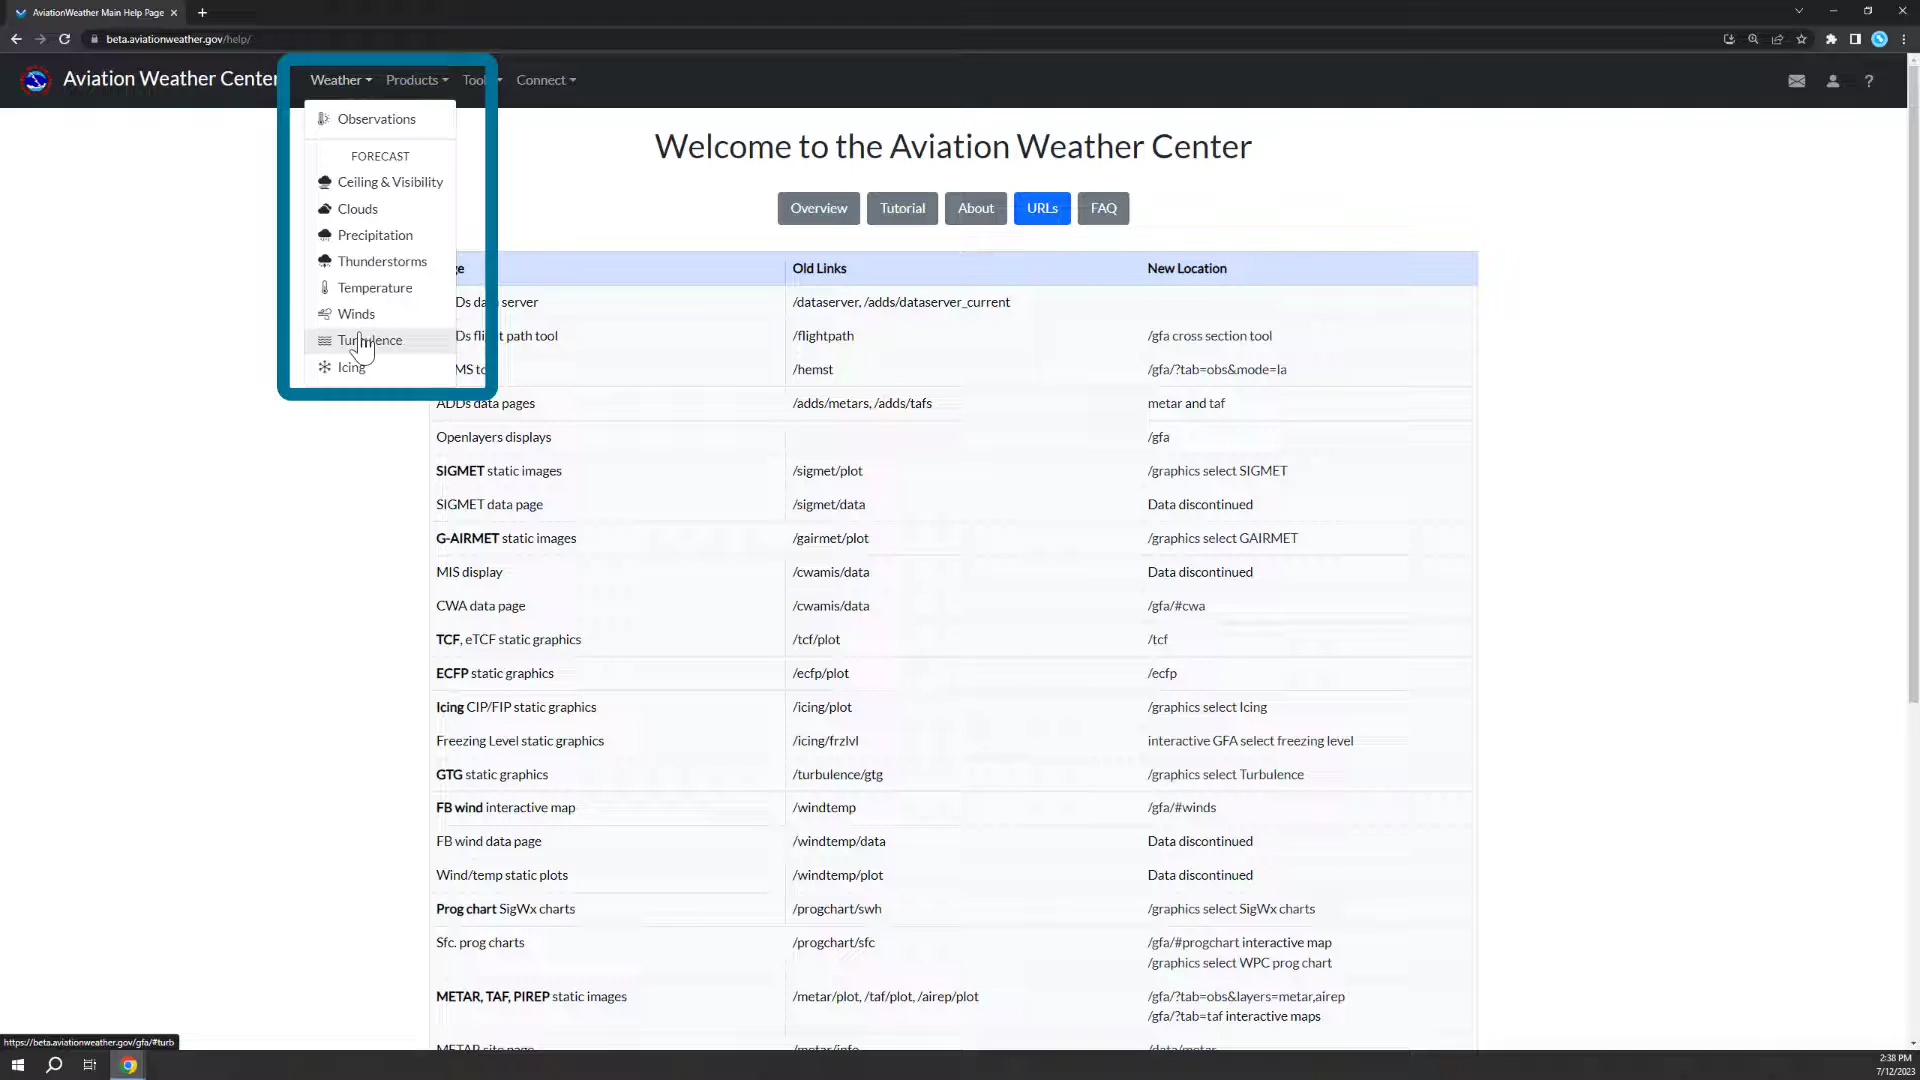 AviationWeather Main Help Page
beta.aviationweather.gov/help/
Aviation Weather Center
Weather Products Connect
Observations
FORECAST
Ceiling & Visibility
Clouds
Precipitation
Thunderstorms
Temperature
Winds
Icing
Welcome to the Aviation Weather Center
Overview Tutorial About URLs FAQ
Old Links New Location
server /dataserver, /adds/dataserver_current
path tool /flightpath /gfa cross section tool
/hemst /gfa/?tab=obs&mode=la
ADDs data pages /adds/metars, /adds/tafs metar and taf
Openlayers displays /gfa
SIGMET static images /sigmet/plot /graphics select SIGMET
SIGMET data page /sigmet/data Data discontinued
G-AIRMET static images /gairmet/plot /graphics select GAIRMET
MIS display /cwamis/data Data discontinued
CWA data page /cwamis/data /gfa/#cwa
TCF, eTCF static graphics /tcf/plot /tcf
ECFP static graphics /ecfp/plot /ecfp
Icing CIP/FIP static graphics /icing/plot /graphics select Icing
Freezing Level static graphics /icing/frzlvl interactive GFA select freezing level
GTG static graphics /turbulence/gtg /graphics select Turbulence
FB wind interactive map /windtemp /gfa/#winds
FB wind data page /windtemp/data Data discontinued
Wind/temp static plots /windtemp/plot Data discontinued
Prog chart SigWx charts /progchart/swh /graphics select SigWx charts
Sfc. prog charts /progchart/sfc /gfa/#progchart interactive map
/graphics select WPC prog chart
METAR, TAF, PIREP static images /metar/plot, /taf/plot, /airep/plot /gfa/?tab=obs&layers=metar,airep
/gfa/?tab=taf interactive maps
https://beta.aviationweather.gov/gfa/#turb
2:38 PM
7/12/2023